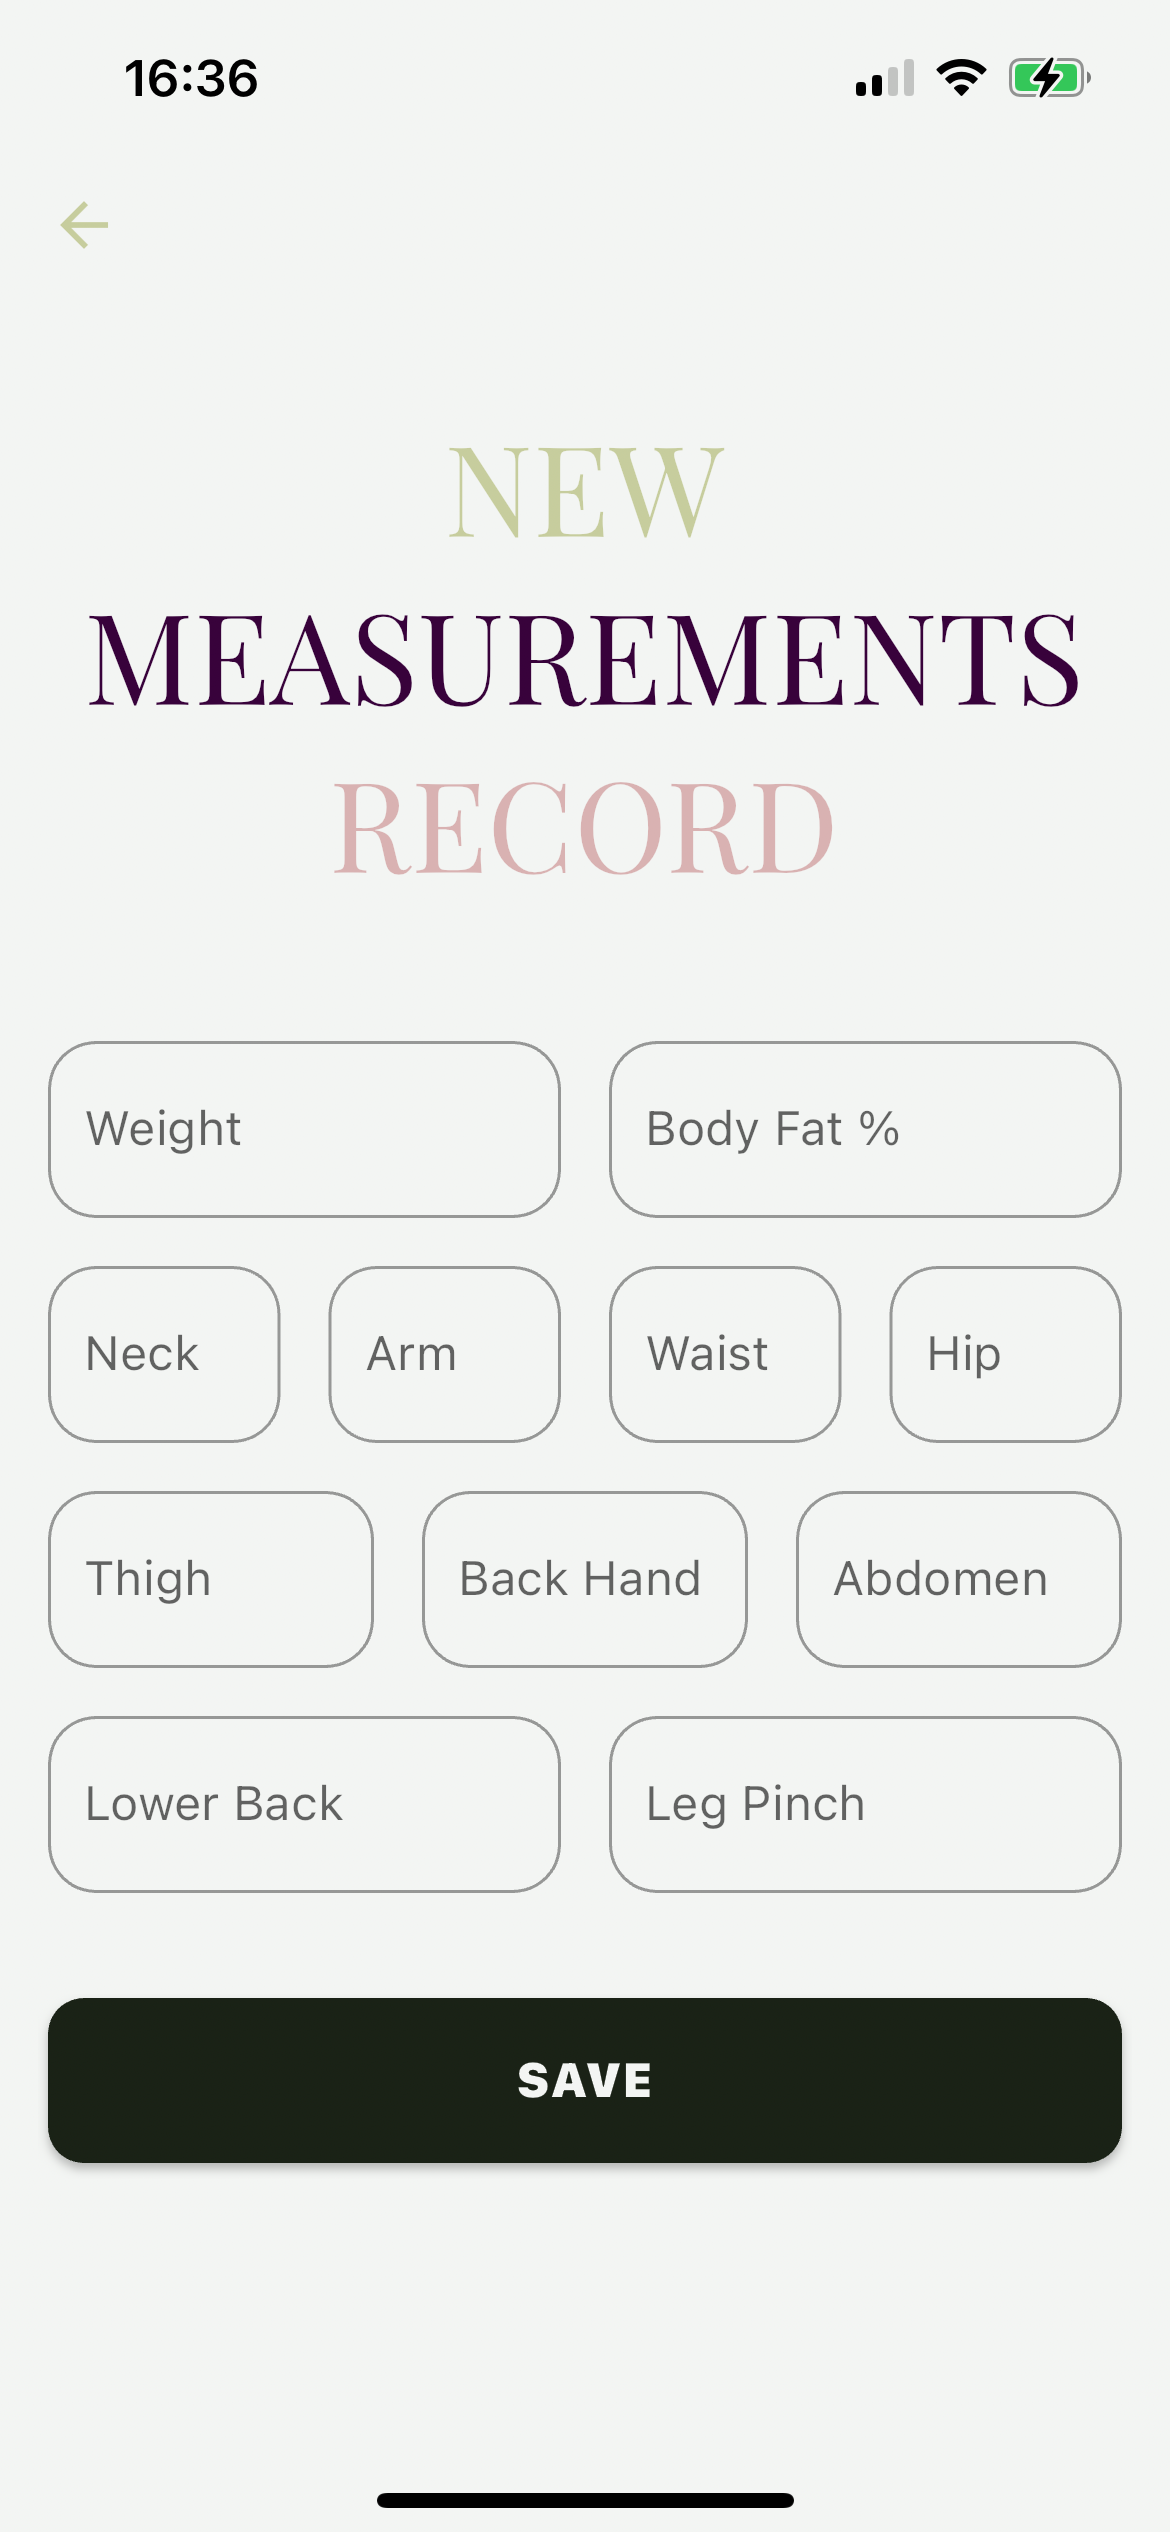 16:36
NEW
MEASUREMENTS
RECORD
Weight Body Fat %
Neck Arm Waist Hip
Thigh Back Hand Abdomen
Lower Back Leg Pinch
SAVE